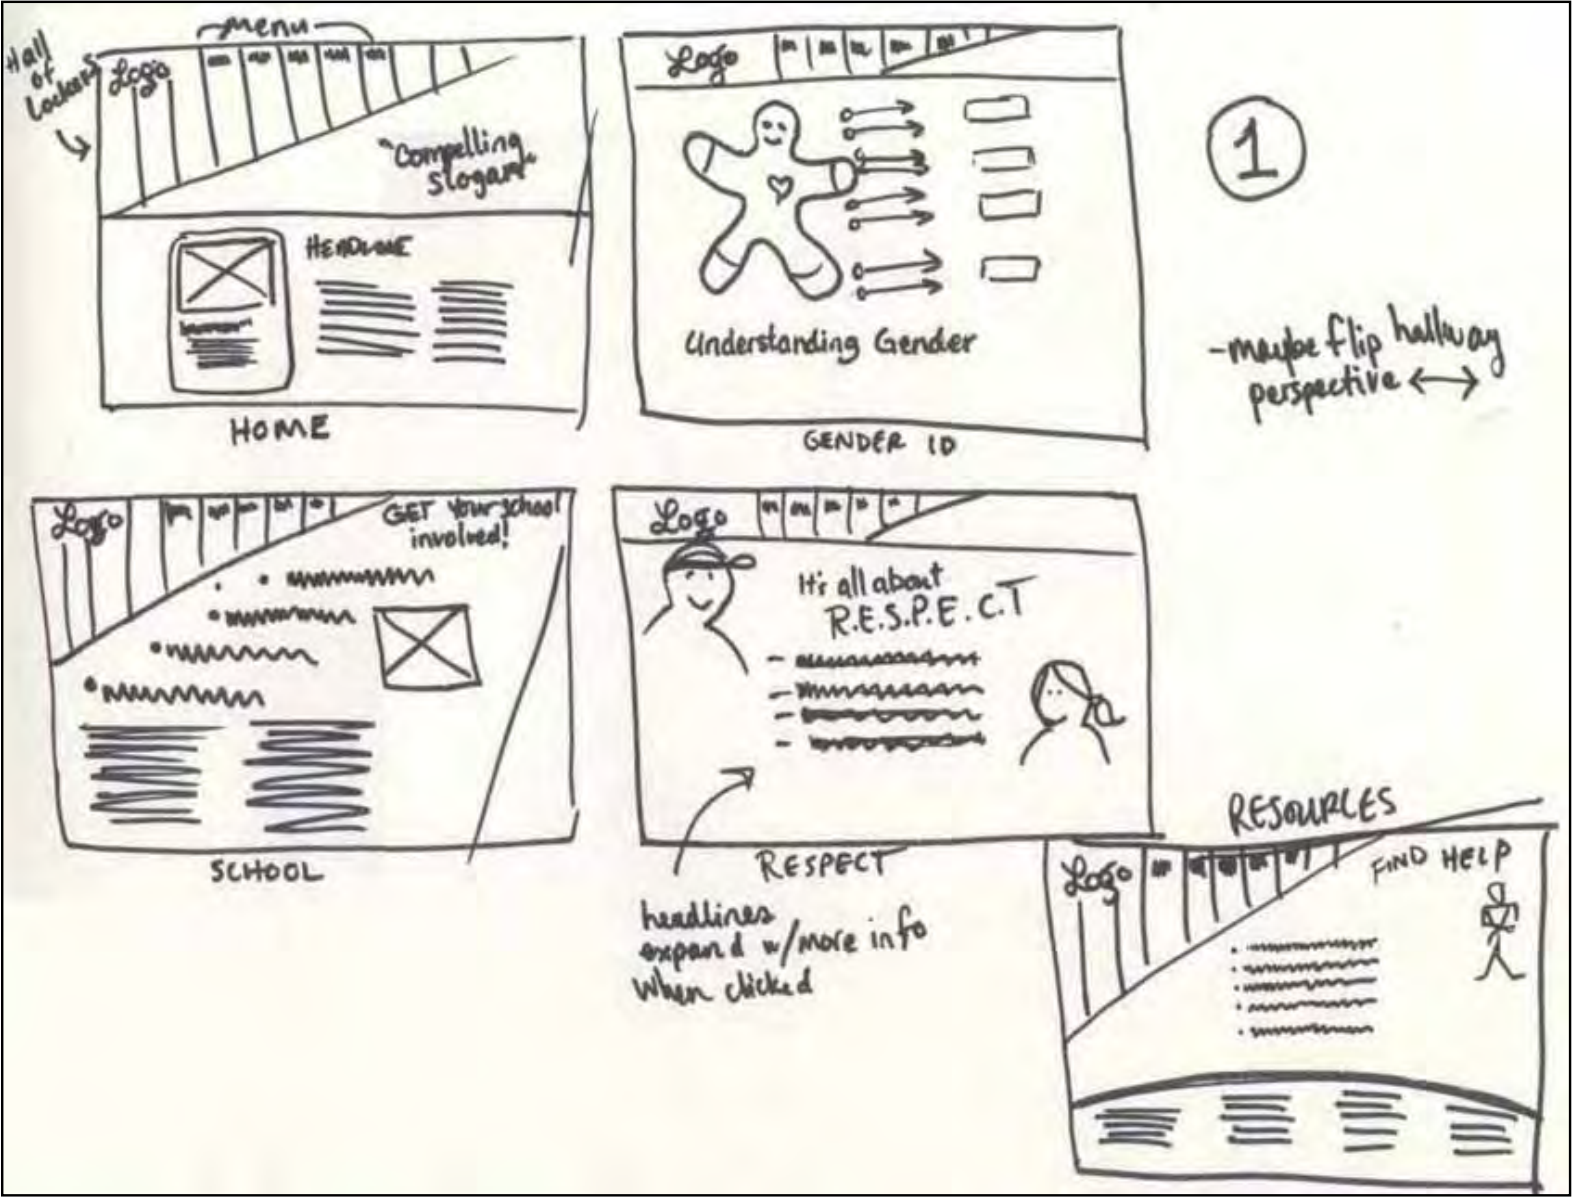 Menu
Hall
of
Lockers
Logo
"Compelling
slogan"
HEADLINE
HOME
Logo
Understanding Gender
GENDER ID
1
-maybe flip hallway
perspective ↔
Logo
GET Your school
involved!
SCHOOL
Logo
It's all about
R.E.S.P.E.C.T
RESPECT
headlines
expand w/more info
when clicked
RESOURCES
Logo
FIND HELP